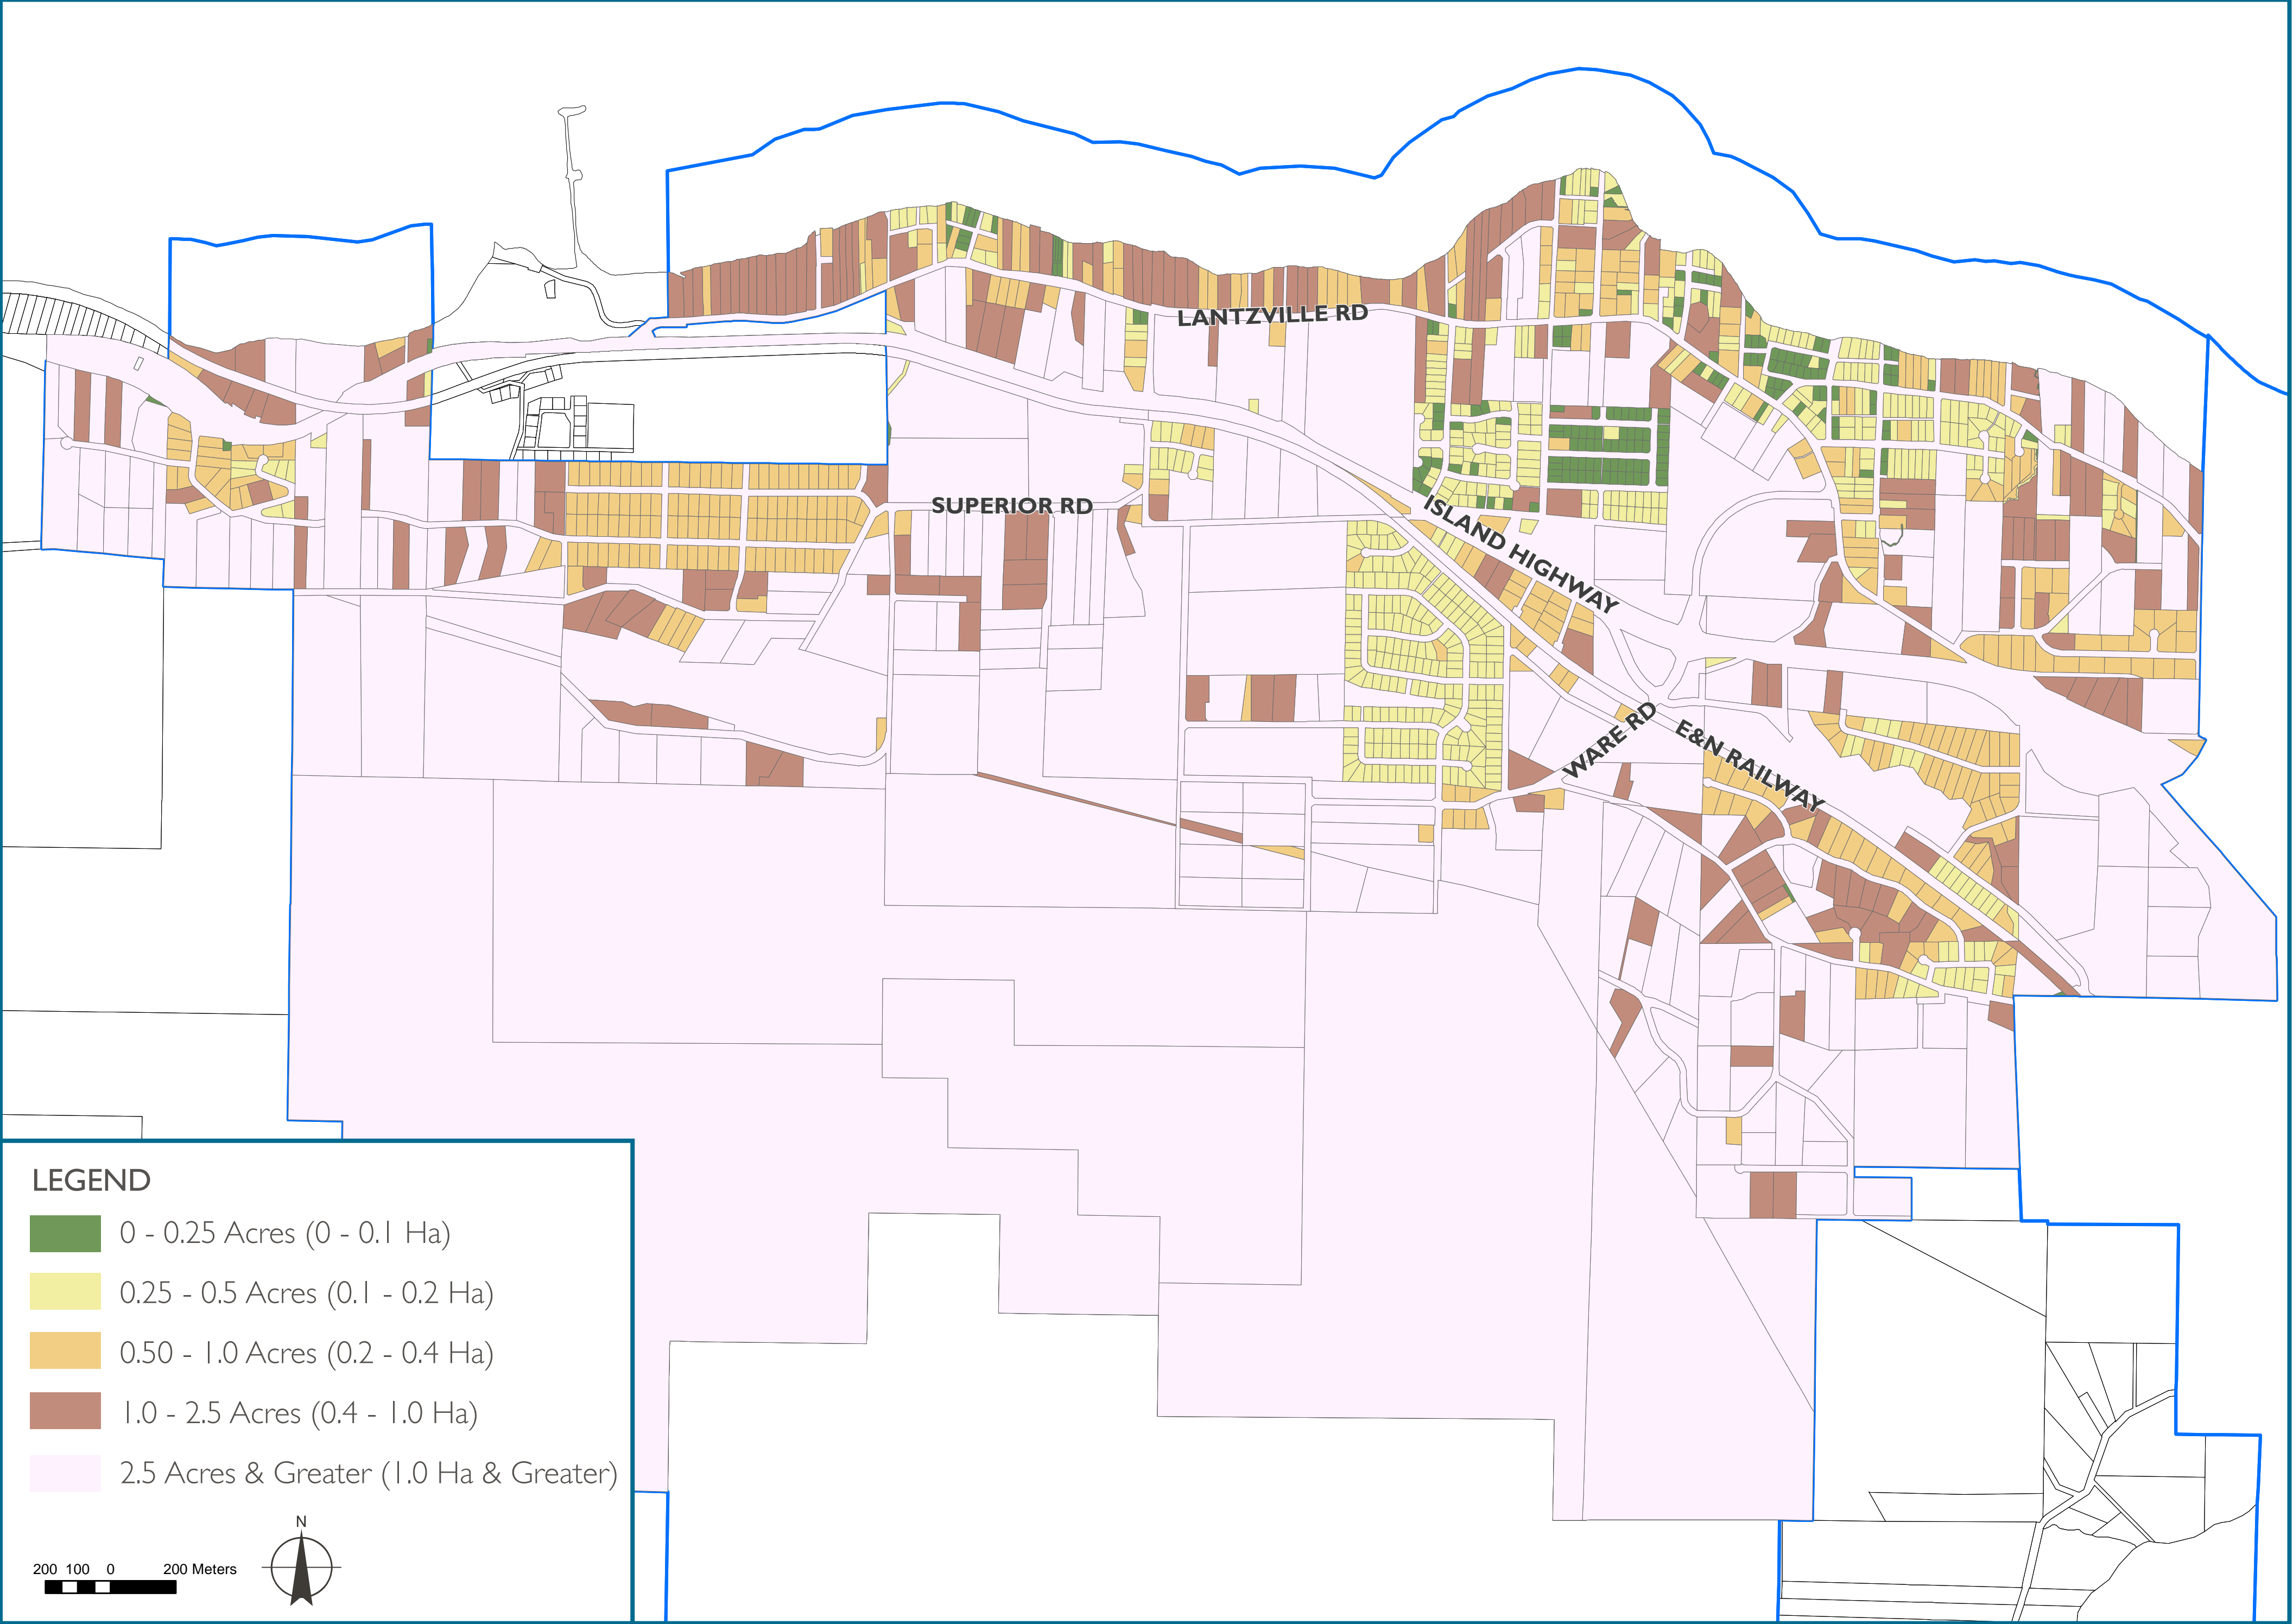 LANTZVILLE RD
SUPERIOR RD
ISLAND HIGHWAY
WARE RD
E&N RAILWAY
LEGEND
0 - 0.25 Acres (0 - 0.1 Ha)
0.25 - 0.5 Acres (0.1 - 0.2 Ha)
0.50 - 1.0 Acres (0.2 - 0.4 Ha)
1.0 - 2.5 Acres (0.4 - 1.0 Ha)
2.5 Acres & Greater (1.0 Ha & Greater)
N
200 100 0 200 Meters